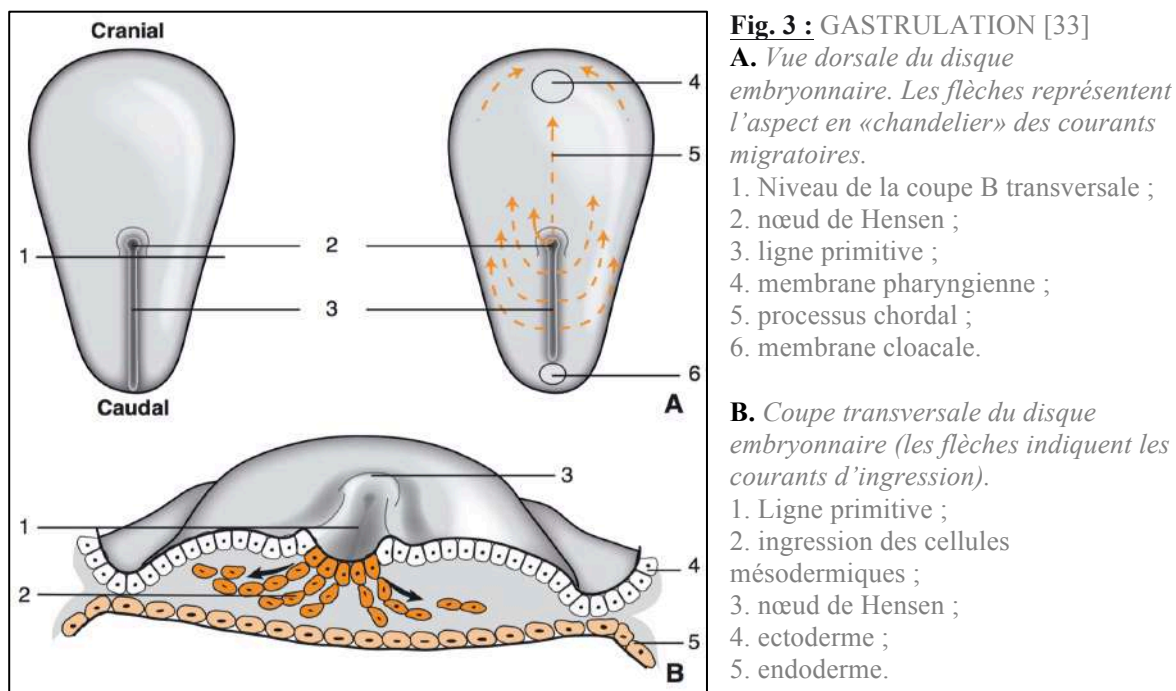 Cranial
1
2
3
4
5
6
Caudal
A
1
2
3
4
5
B
Fig. 3 : GASTRULATION [33]
A. Vue dorsale du disque
embryonnaire. Les flèches représentent
l’aspect en «chandelier» des courants
migratoires.
1. Niveau de la coupe B transversale ;
2. nœud de Hensen ;
3. ligne primitive ;
4. membrane pharyngienne ;
5. processus chordal ;
6. membrane cloacale.
B. Coupe transversale du disque
embryonnaire (les flèches indiquent les
courants d’ingression).
1. Ligne primitive ;
2. ingression des cellules
mésodermiques ;
3. nœud de Hensen ;
4. ectoderme ;
5. endoderme.